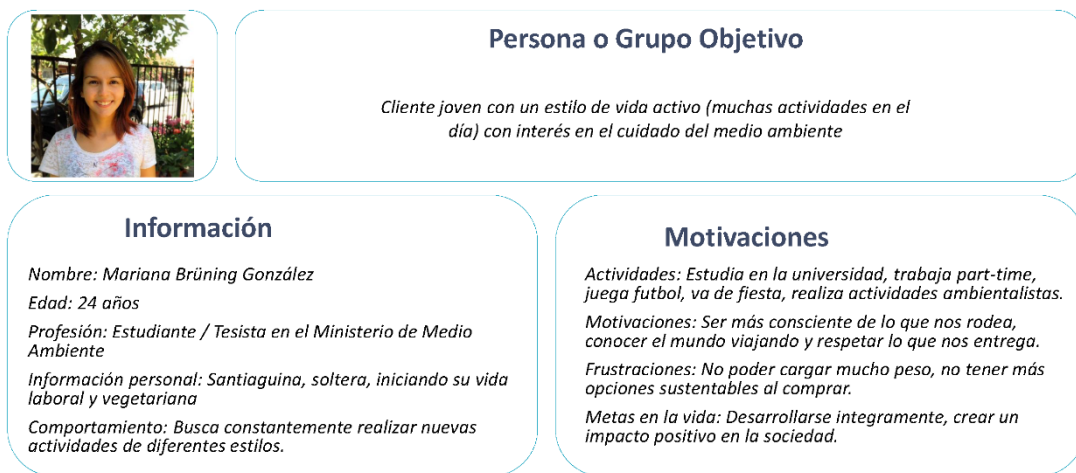 Persona o Grupo Objetivo
Cliente joven con un estilo de vida activo (muchas actividades en el
día) con interés en el cuidado del medio ambiente
Información
Nombre: Mariana Brüning González
Edad: 24 años
Profesión: Estudiante / Tesista en el Ministerio de Medio
Ambiente
Información personal: Santiaguina, soltera, iniciando su vida
laboral y vegetariana
Comportamiento: Busca constantemente realizar nuevas
actividades de diferentes estilos.
Motivaciones
Actividades: Estudia en la universidad, trabaja part-time,
juega futbol, va de fiesta, realiza actividades ambientalistas.
Motivaciones: Ser más consciente de lo que nos rodea,
conocer el mundo viajando y respetar lo que nos entrega.
Frustraciones: No poder cargar mucho peso, no tener más
opciones sustentables al comprar.
Metas en la vida: Desarrollarse integramente, crear un
impacto positivo en la sociedad.